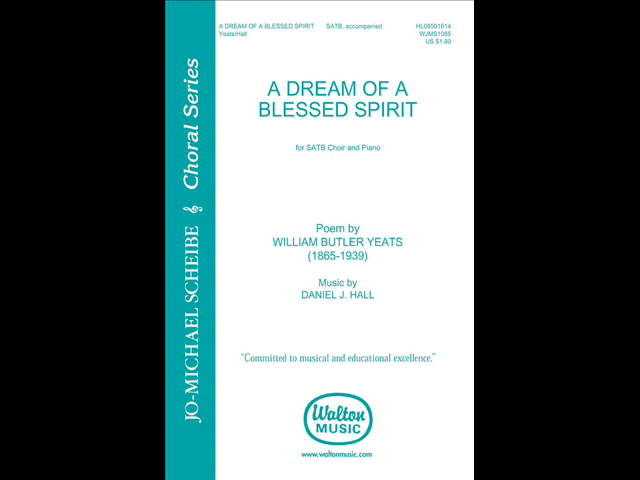 A DREAM OF A BLESSED SPIRIT
Yeats/Hall
SATB, accompanied
HL08501614
WJMS1085
US $1.80
JO-MICHAEL SCHEIBE Choral Series
A DREAM OF A
BLESSED SPIRIT
for SATB Choir and Piano
Poem by
WILLIAM BUTLER YEATS
(1865-1939)
Music by
DANIEL J. HALL
"Committed to musical and educational excellence."
Walton
MUSIC
www.waltonmusic.com